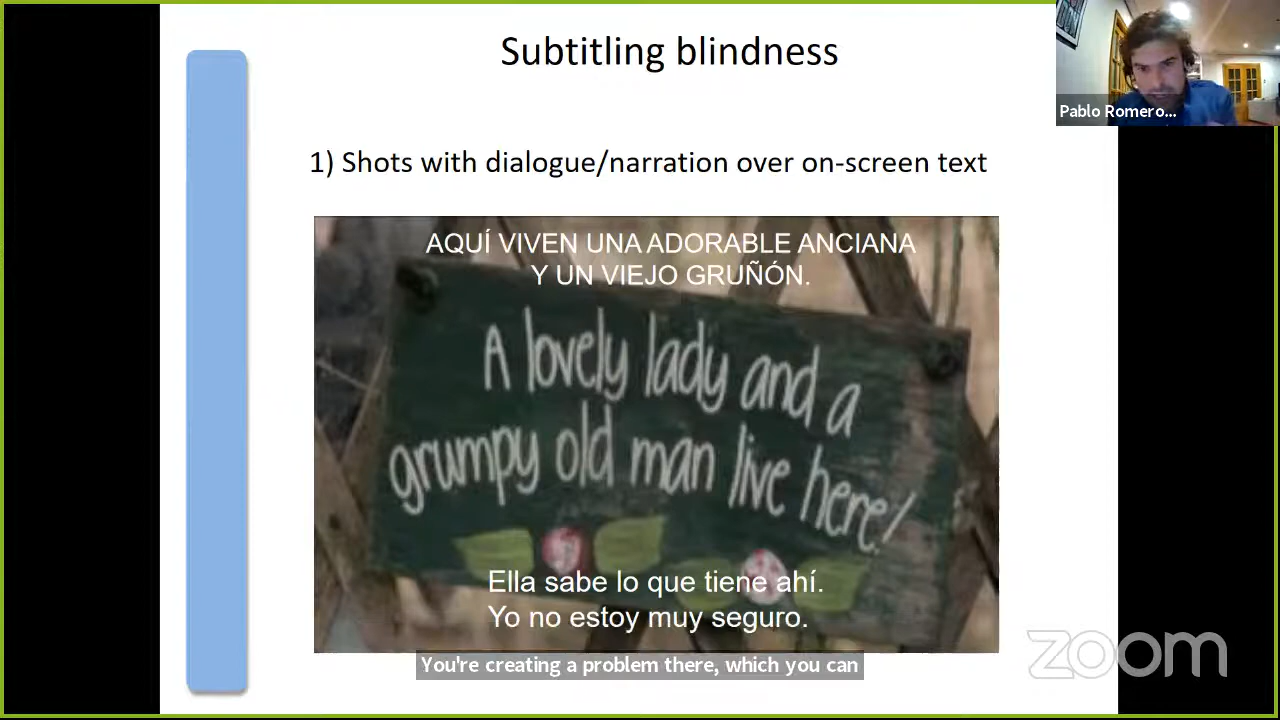 Subtitling blindness
Pablo Romero...
1) Shots with dialogue/narration over on-screen text
AQUÍ VIVEN UNA ADORABLE ANCIANA
Y UN VIEJO GRUÑÓN.
A lovely lady and a
grumpy old man live here!
Ella sabe lo que tiene ahí.
Yo no estoy muy seguro.
You're creating a problem there, which you can
zoom